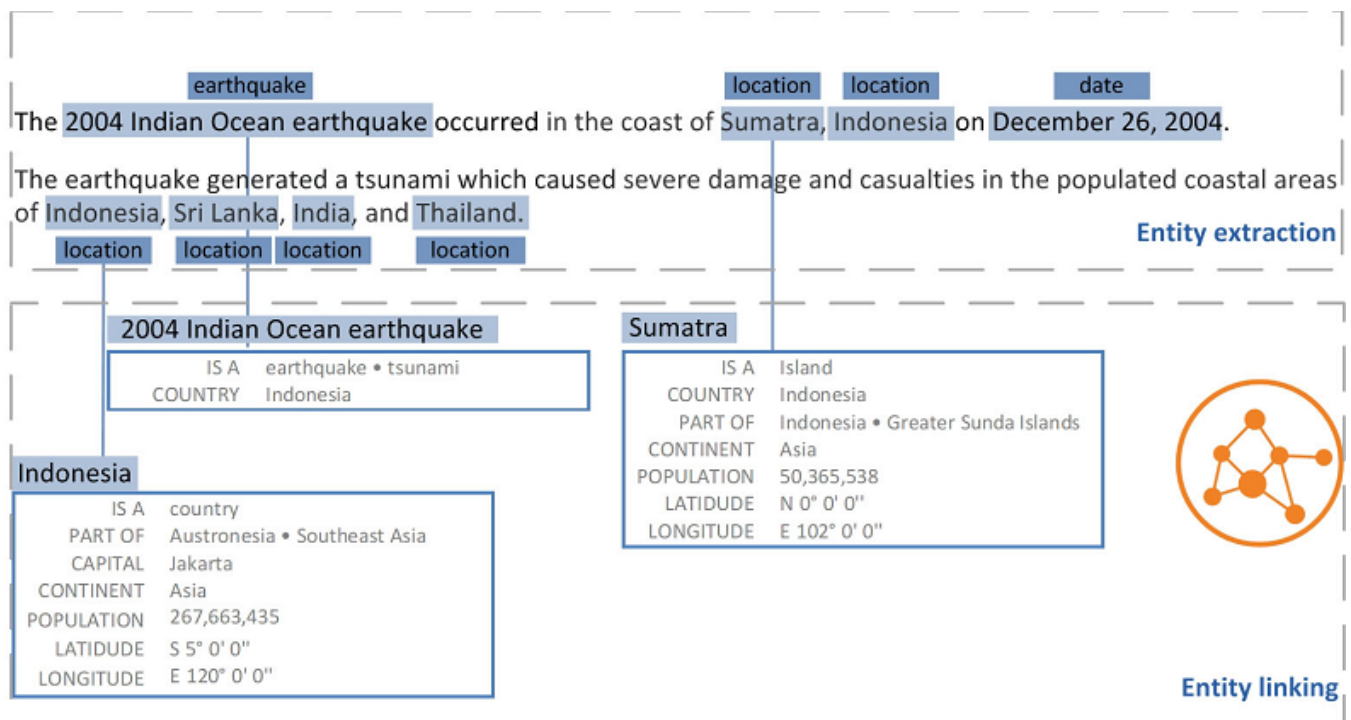 earthquake location location date
The 2004 Indian Ocean earthquake occurred in the coast of Sumatra, Indonesia on December 26, 2004.
The earthquake generated a tsunami which caused severe damage and casualties in the populated coastal areas
of Indonesia, Sri Lanka, India, and Thailand.
Entity extraction
location location location location
2004 Indian Ocean earthquake
IS A earthquake • tsunami
COUNTRY Indonesia
Sumatra
IS A Island
COUNTRY Indonesia
PART OF Indonesia • Greater Sunda Islands
CONTINENT Asia
POPULATION 50,365,538
LATIDUDE N 0° 0' 0''
LONGITUDE E 102° 0' 0''
Indonesia
IS A country
PART OF Austronesia • Southeast Asia
CAPITAL Jakarta
CONTINENT Asia
POPULATION 267,663,435
LATIDUDE S 5° 0' 0''
LONGITUDE E 120° 0' 0''
Entity linking